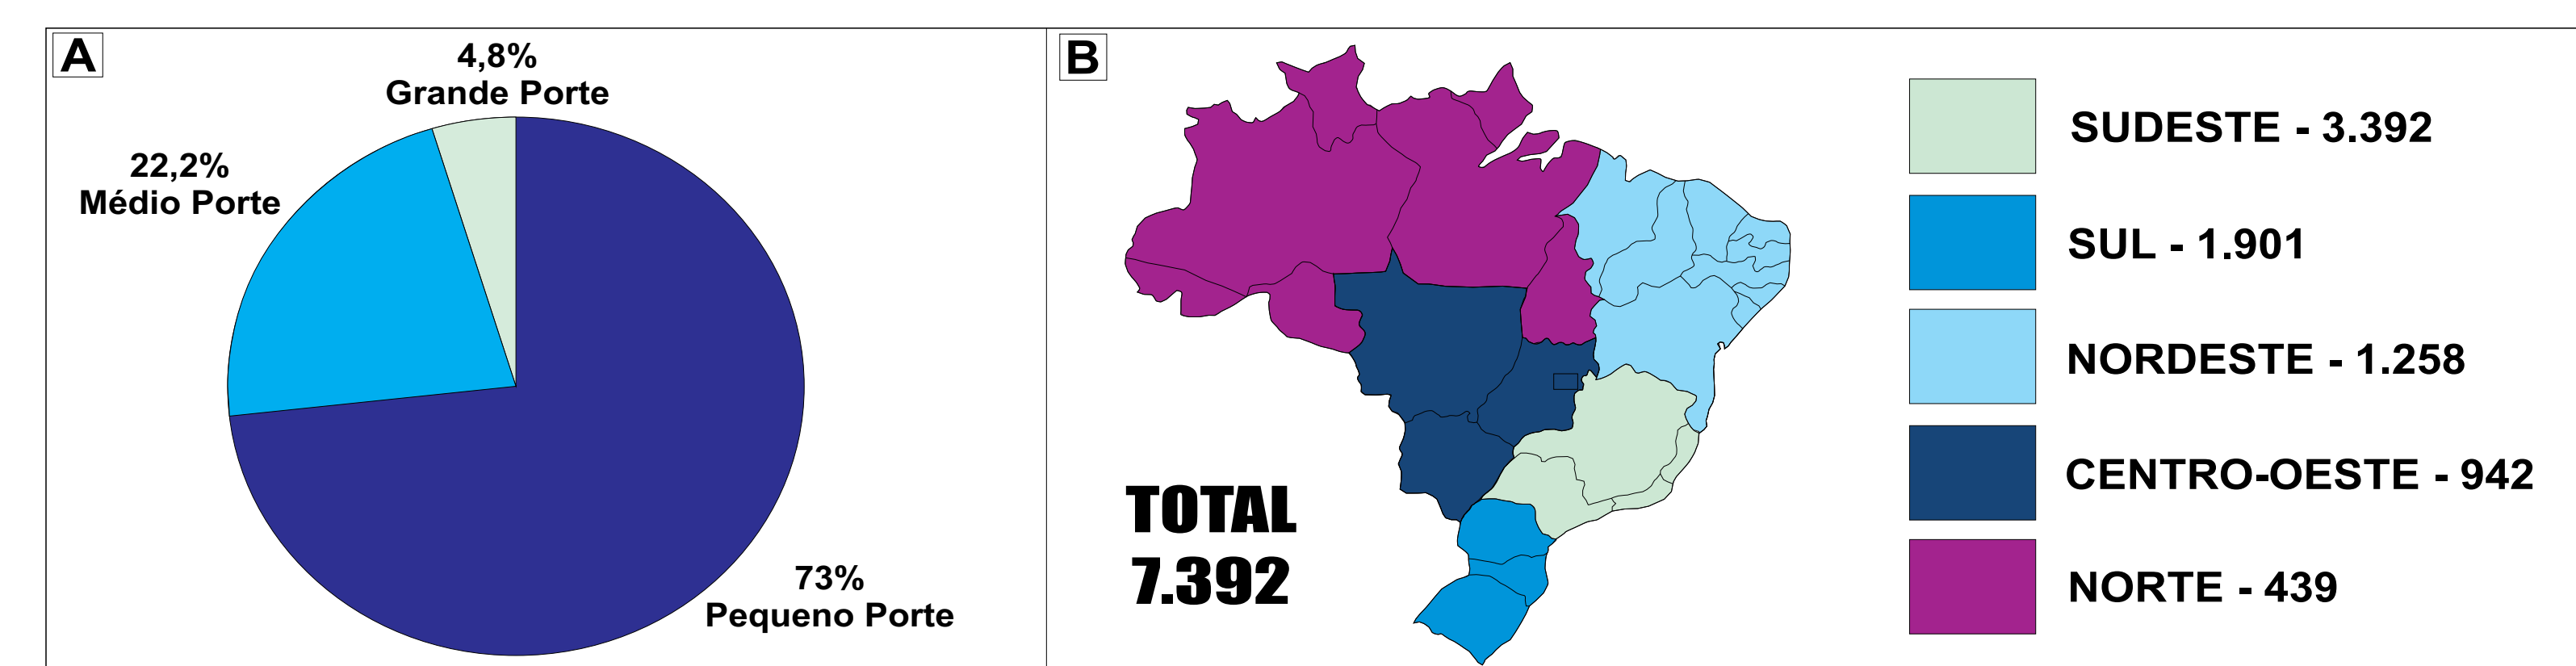 A
4,8%
Grande Porte
22,2%
Médio Porte
73%
Pequeno Porte
B
TOTAL
7.392
SUDESTE - 3.392
SUL - 1.901
NORDESTE - 1.258
CENTRO-OESTE - 942
NORTE - 439